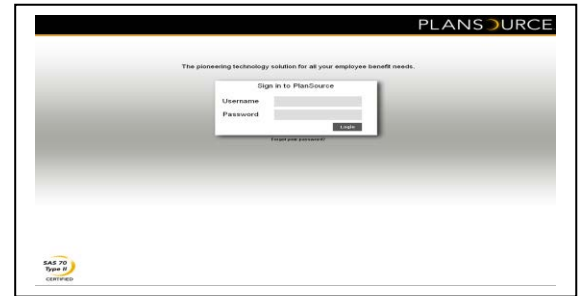 PLANSOURCE
The pioneering technology solution for all your employee benefit needs.
Sign in to PlanSource
Username
Password
Login
Forgot your password?
SAS 70
Type II
CERTIFIED